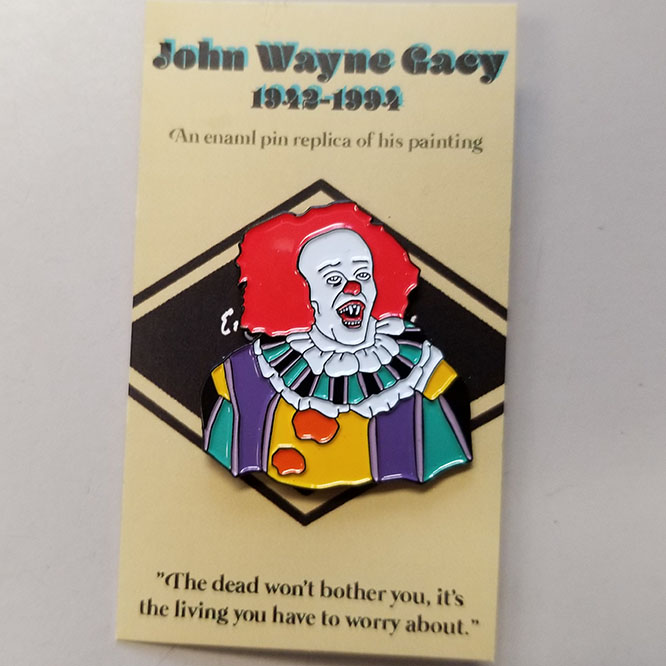 John Wayne Gacy
1942-1994
An enaml pin replica of his painting
"The dead won't bother you, it's
the living you have to worry about."